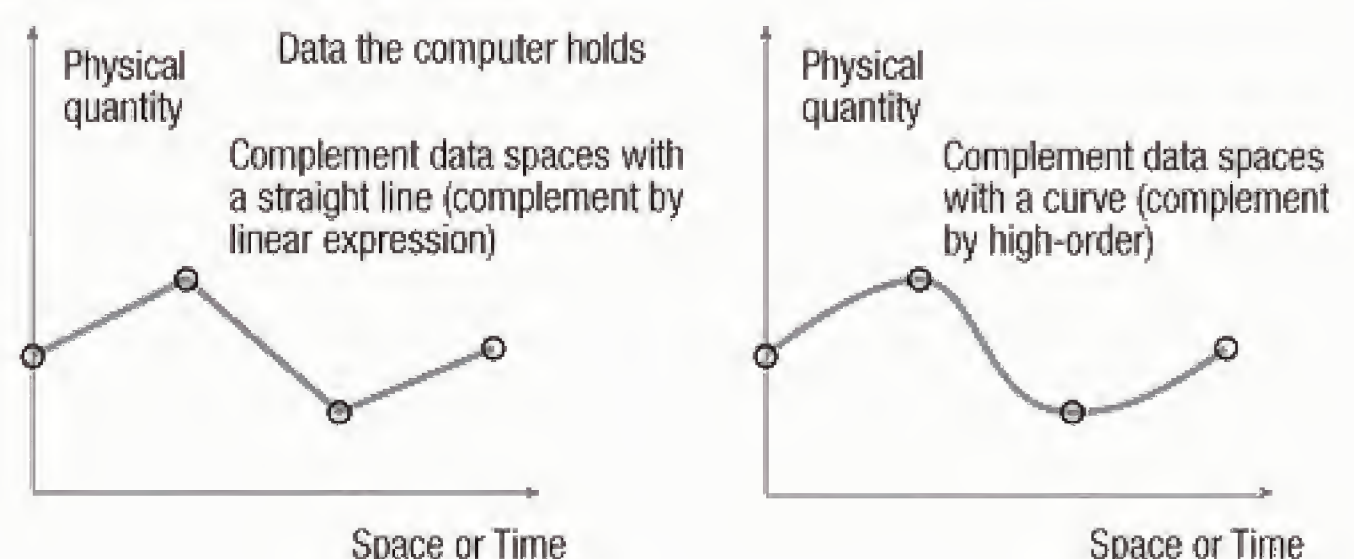 Physical
quantity
Data the computer holds
Complement data spaces with
a straight line (complement by
linear expression)
Space or Time
Physical
quantity
Complement data spaces
with a curve (complement
by high-order)
Space or Time